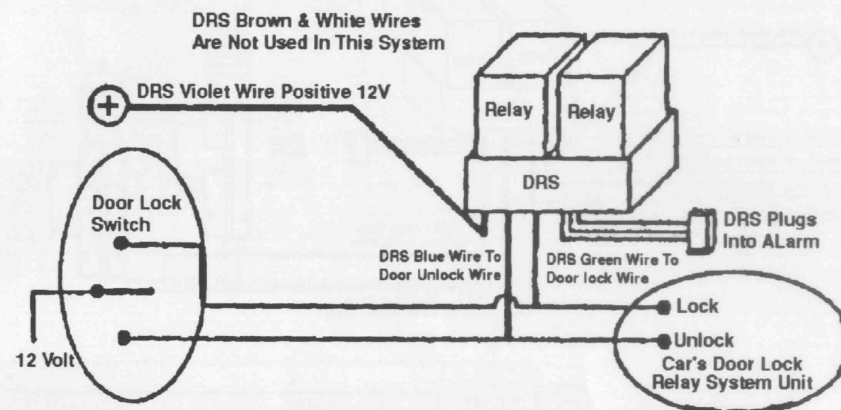 DRS Brown & White Wires
Are Not Used In This System
DRS Violet Wire Positive 12V
Relay
Relay
DRS
Door Lock
Switch
DRS Blue Wire To
Door Unlock Wire
DRS Green Wire To
Door lock Wire
DRS Plugs
Into ALarm
Lock
Unlock
12 Volt
Car's Door Lock
Relay System Unit